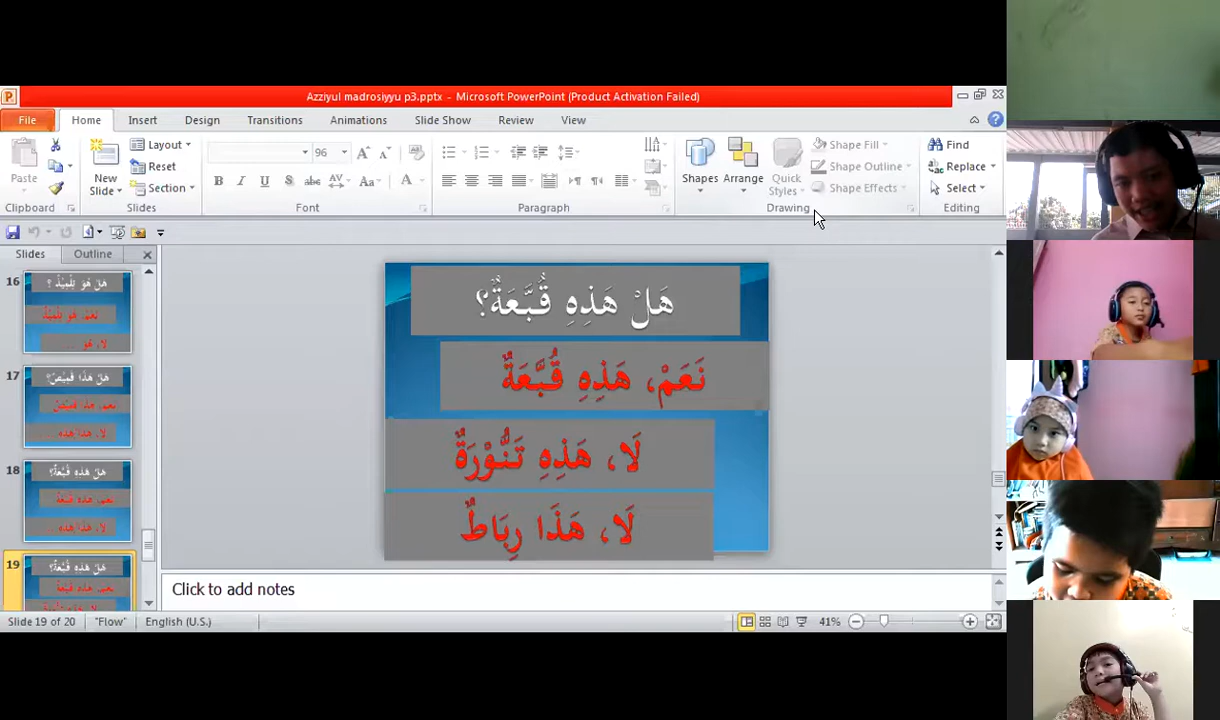 Azziyul madrosiyyu p3.pptx - Microsoft PowerPoint (Product Activation Failed)
File Home Insert Design Transitions Animations Slide Show Review View
Paste
New Slide
Layout
Reset
Section
96
Shapes
Arrange
Quick Styles
Shape Fill
Shape Outline
Shape Effects
Find
Replace
Select
Clipboard Slides Font Paragraph Drawing Editing
Slides Outline
16
هَلْ هُوَ تِلْمِيْذٌ ؟
نَعَمْ، هُوَ تِلْمِيْذٌ
لَا، هُوَ ...
17
هَلْ هَذَا قَمِيْصٌ؟
نَعَمْ، هَذَا قَمِيْصٌ
لَا، هَذَا/هَذِهِ ...
18
هَلْ هَذِهِ قُبَّعَةٌ؟
نَعَمْ، هَذِهِ قُبَّعَةٌ
لَا، هَذَا/هَذِهِ ...
19
هَلْ هَذِهِ قُبَّعَةٌ؟
نَعَمْ، هَذِهِ قُبَّعَةٌ
هَلْ هَذِهِ قُبَّعَةٌ؟
نَعَمْ، هَذِهِ قُبَّعَةٌ
لَا، هَذِهِ تَنُّوْرَةٌ
لَا، هَذَا رِبَاطٌ
Click to add notes
Slide 19 of 20 "Flow" English (U.S.) 41%